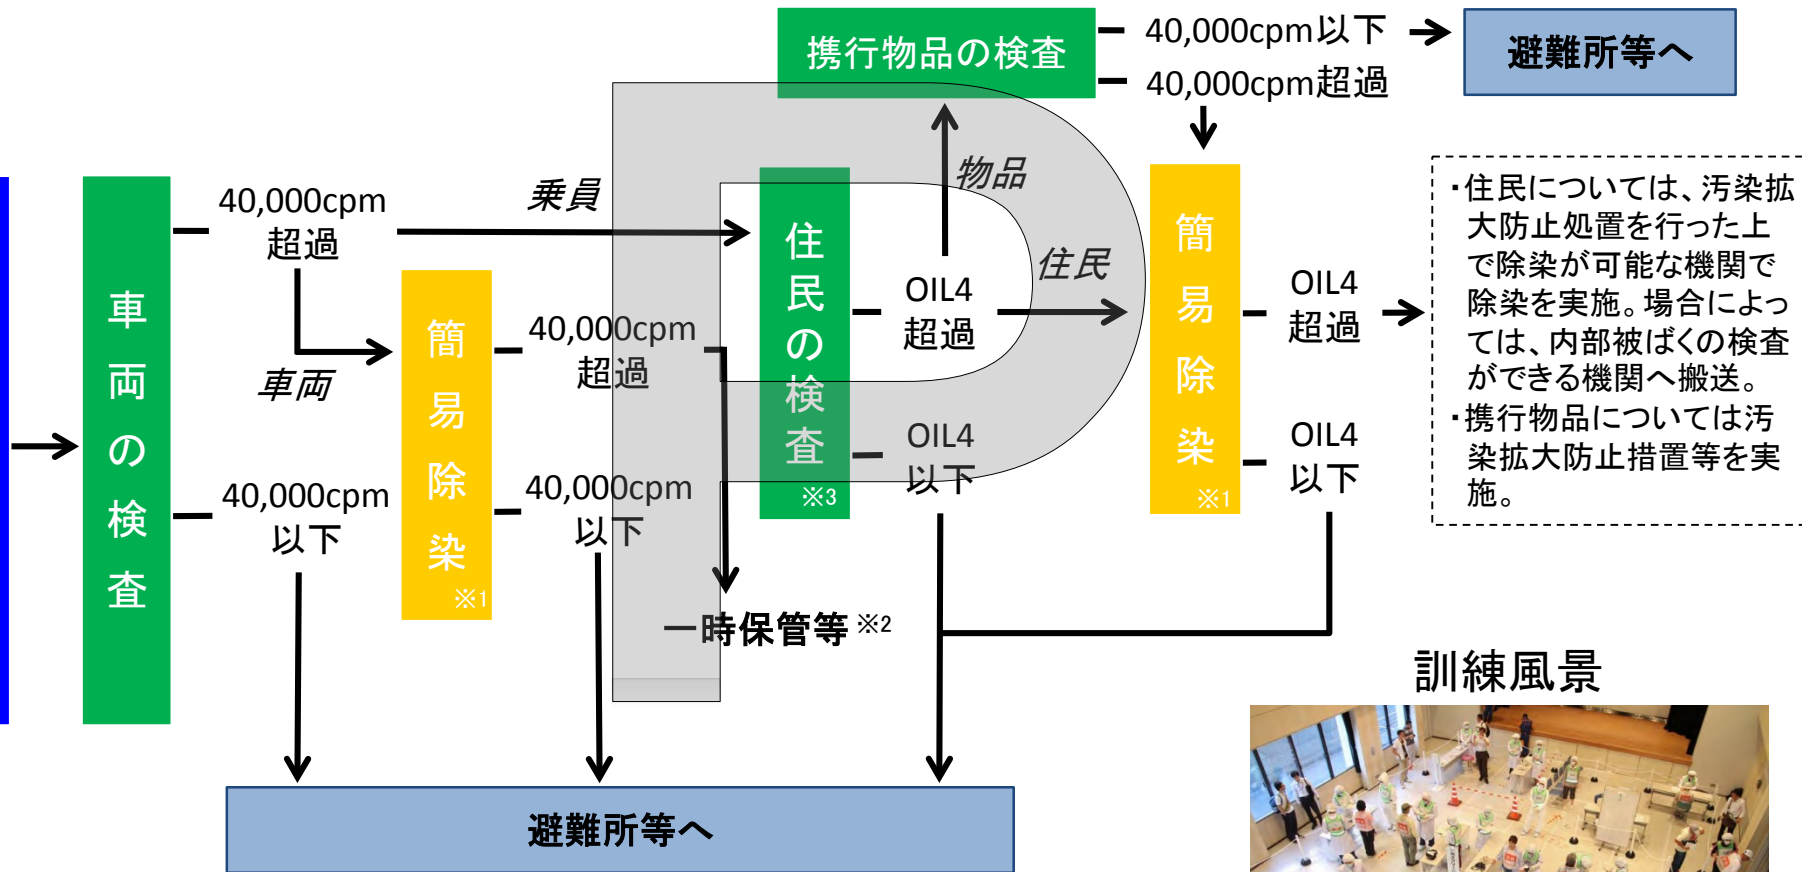 携行物品の検査
40,000cpm以下
40,000cpm超過
避難所等へ
車両の検査
40,000cpm
超過
乗員
車両
40,000cpm
以下
簡易除染
※1
40,000cpm
超過
40,000cpm
以下
一時保管等※2
住民の検査
※3
物品
住民
OIL4
超過
OIL4
以下
簡易除染
※1
OIL4
超過
OIL4
以下
・住民については、汚染拡
大防止処置を行った上
で除染が可能な機関で
除染を実施。場合によっ
ては、内部被ばくの検査
ができる機関へ搬送。
・携行物品については汚
染拡大防止措置等を実
施。
避難所等へ
訓練風景